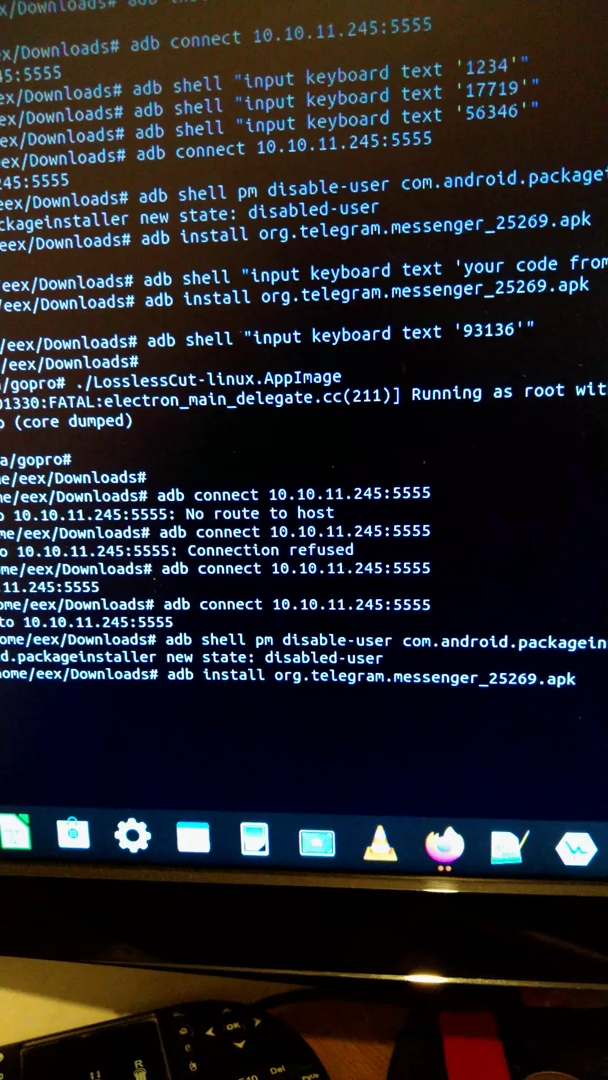 ex/Downloads# adb
ex/Downloads# adb connect 10.10.11.245:5555
45:5555
ex/Downloads# adb shell "input keyboard text '1234'"
ex/Downloads# adb shell "input keyboard text '17719'"
ex/Downloads# adb shell "input keyboard text '56346'"
ex/Downloads# adb connect 10.10.11.245:5555
245:5555
eex/Downloads# adb shell pm disable-user com.android.packagei
ckageinstaller new state: disabled-user
eex/Downloads# adb install org.telegram.messenger_25269.apk
/eex/Downloads# adb shell "input keyboard text 'your code from
/eex/Downloads# adb install org.telegram.messenger_25269.apk
/eex/Downloads# adb shell "input keyboard text '93136'"
/eex/Downloads#
a/gopro# ./LosslessCut-linux.AppImage
01330:FATAL:electron_main_delegate.cc(211)] Running as root wit
p (core dumped)
a/gopro#
me/eex/Downloads#
me/eex/Downloads# adb connect 10.10.11.245:5555
o 10.10.11.245:5555: No route to host
me/eex/Downloads# adb connect 10.10.11.245:5555
o 10.10.11.245:5555: Connection refused
ome/eex/Downloads# adb connect 10.10.11.245:5555
11.245:5555
ome/eex/Downloads# adb connect 10.10.11.245:5555
to 10.10.11.245:5555
ome/eex/Downloads# adb shell pm disable-user com.android.packagein
d.packageinstaller new state: disabled-user
home/eex/Downloads# adb install org.telegram.messenger_25269.apk
OK
R
Del
PgUp